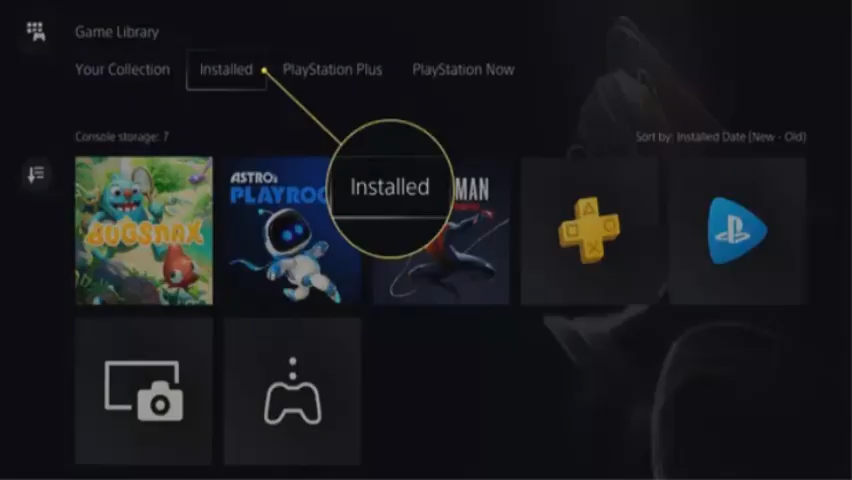 Game Library
Your Collection Installed PlayStation Plus PlayStation Now
Console storage: 7 Sort by: Installed Date (New - Old)
BUGSNAX
ASTRO's
PLAYROO
Installed
MAN